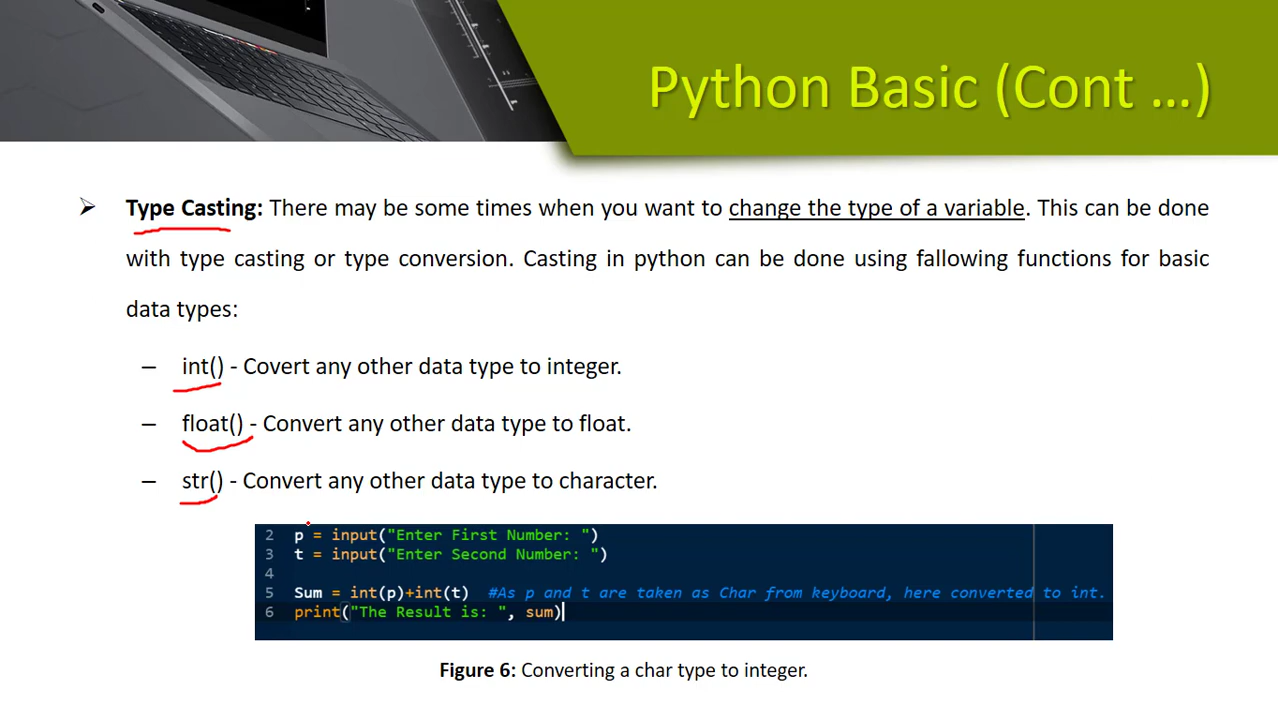 Python Basic (Cont ...)
➢ Type Casting: There may be some times when you want to change the type of a variable. This can be done
with type casting or type conversion. Casting in python can be done using fallowing functions for basic
data types:
– int() - Covert any other data type to integer.
– float() - Convert any other data type to float.
– str() - Convert any other data type to character.
2 p = input("Enter First Number: ")
3 t = input("Enter Second Number: ")
4
5 Sum = int(p)+int(t) #As p and t are taken as Char from keyboard, here converted to int.
6 print("The Result is: ", sum)
Figure 6: Converting a char type to integer.